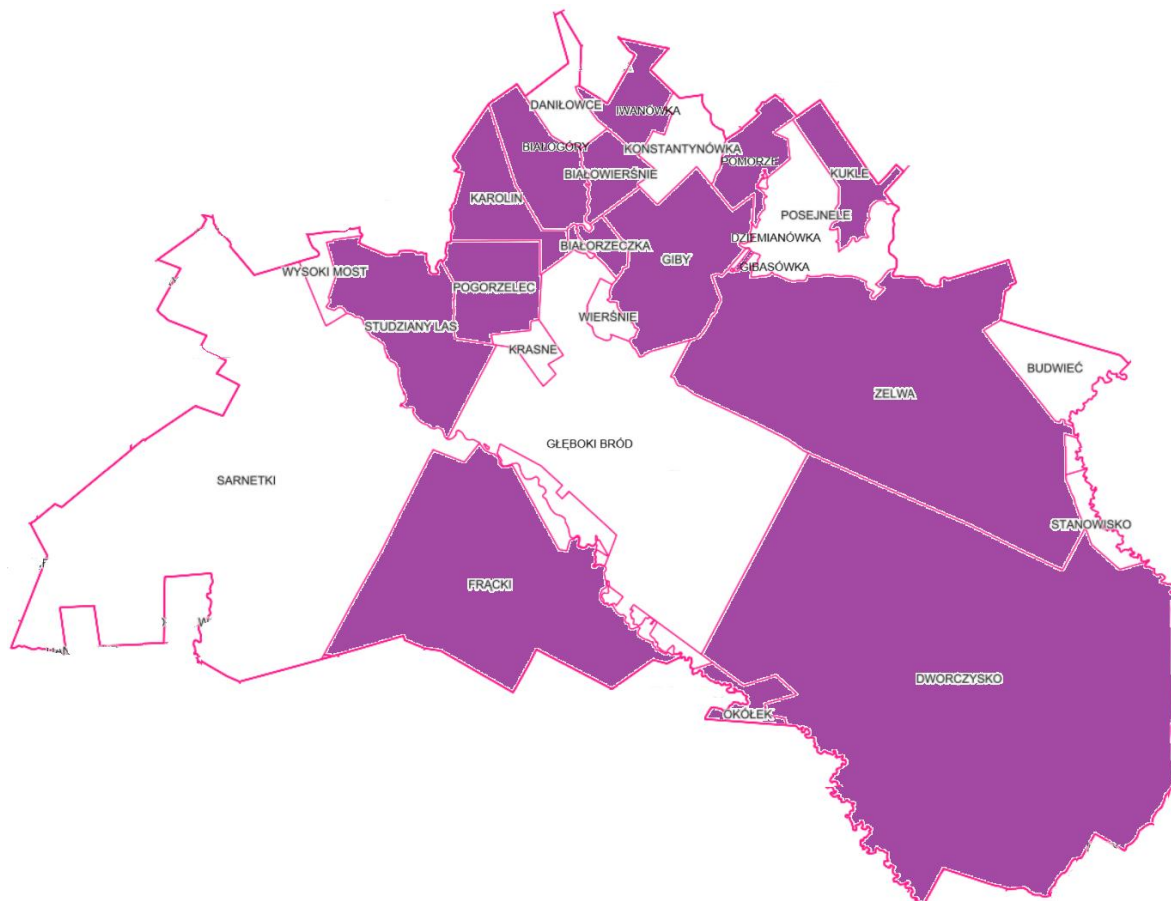 DANIŁOWCE
IWANÓWKA
BIAŁOGÓRY
KONSTANTYNÓWKA
POMORZE
BIAŁOWIERŚNIE
KUKLE
KAROLIN
POSEJNELE
DZIEMIANÓWKA
BIAŁORZECZKA
GIBY
GIBASÓWKA
WYSOKI MOST
POGORZELEC
WIERŚNIE
STUDZIANY LAS
KRASNE
BUDWIEĆ
ZELWA
GŁĘBOKI BRÓD
SARNETKI
STANOWISKO
FRĄCKI
DWORCZYSKO
OKÓŁEK